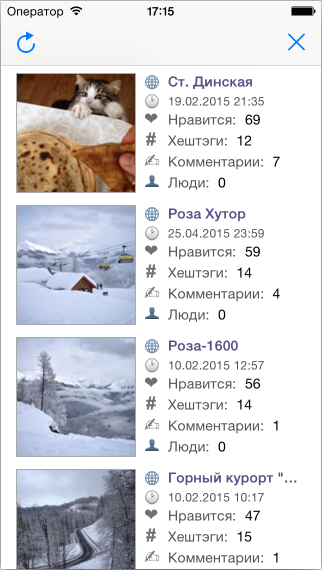 Оператор 17:15
Ст. Динская
19.02.2015 21:35
Нравится: 69
# Хештэги: 12
Комментарии: 7
Люди: 0
Роза Хутор
25.04.2015 23:59
Нравится: 59
# Хештэги: 14
Комментарии: 4
Люди: 0
Роза-1600
10.02.2015 12:57
Нравится: 56
# Хештэги: 14
Комментарии: 1
Люди: 0
Горный курорт "...
10.02.2015 10:17
Нравится: 47
# Хештэги: 15
Комментарии: 1